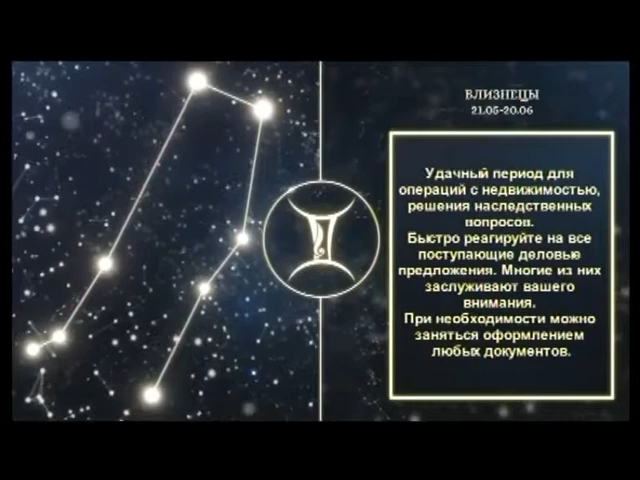 БЛИЗНЕЦЫ
21.05-20.06
Удачный период для
операций с недвижимостью,
решения наследственных
вопросов.
Быстро реагируйте на все
поступающие деловые
предложения. Многие из них
заслуживают вашего
внимания.
При необходимости можно
заняться оформлением
любых документов.